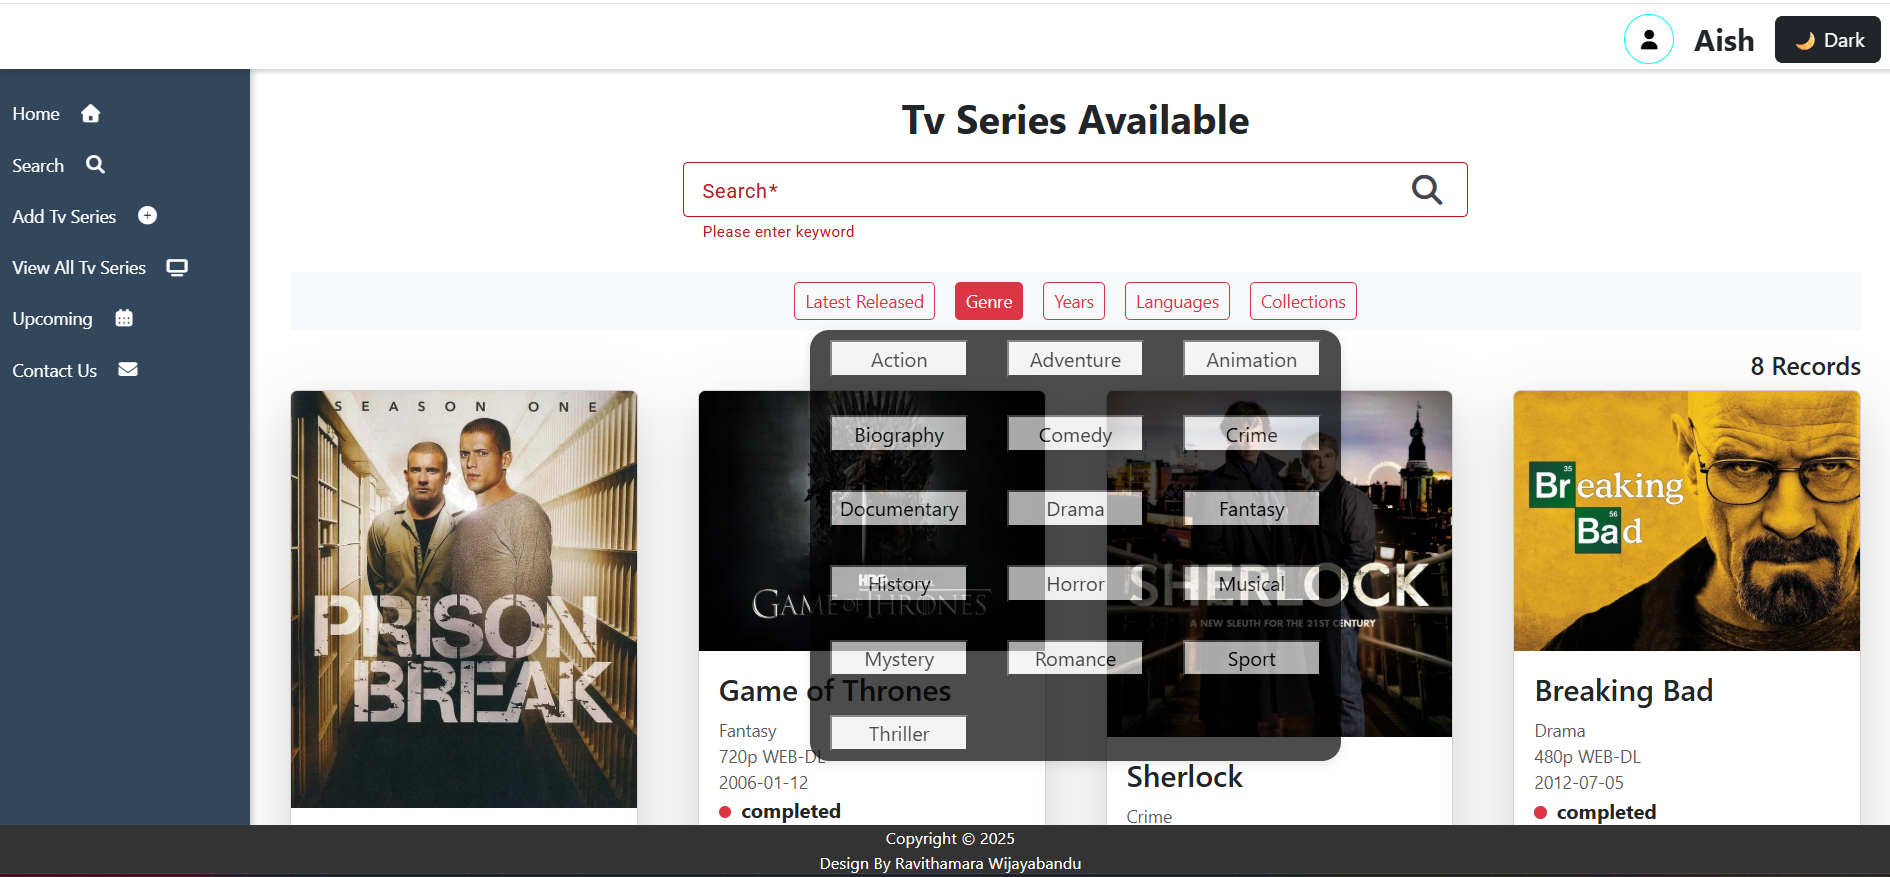 Aish
🌙 Dark
Home
Search
Add Tv Series
View All Tv Series
Upcoming
Contact Us
Tv Series Available
Search*
Please enter keyword
Latest Released Genre Years Languages Collections
8 Records
Action Adventure Animation
Biography Comedy Crime
Documentary Drama Fantasy
History Horror Musical
Mystery Romance Sport
Thriller
SEASON ONE
PRISON
BREAK
HBO
GAME OF THRONES
Game of Thrones
Fantasy
720p WEB-DL
2006-01-12
completed
SHERLOCK
A NEW SLEUTH FOR THE 21ST CENTURY
Sherlock
Crime
35
Breaking
56
Bad
Breaking Bad
Drama
480p WEB-DL
2012-07-05
completed
Copyright © 2025
Design By Ravithamara Wijayabandu